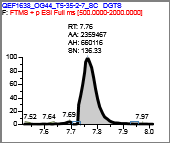 QEF1638_OG44_T5-35-2-7_SC DGTS
F: FTMS + p ESI Full ms [500.0000-2000.0000]
RT: 7.76
AA: 2359467
AH: 660116
SN: 136.33
100
80
60
40
20
0
7.52 7.64 7.69 7.97
7.6 7.8 8.0